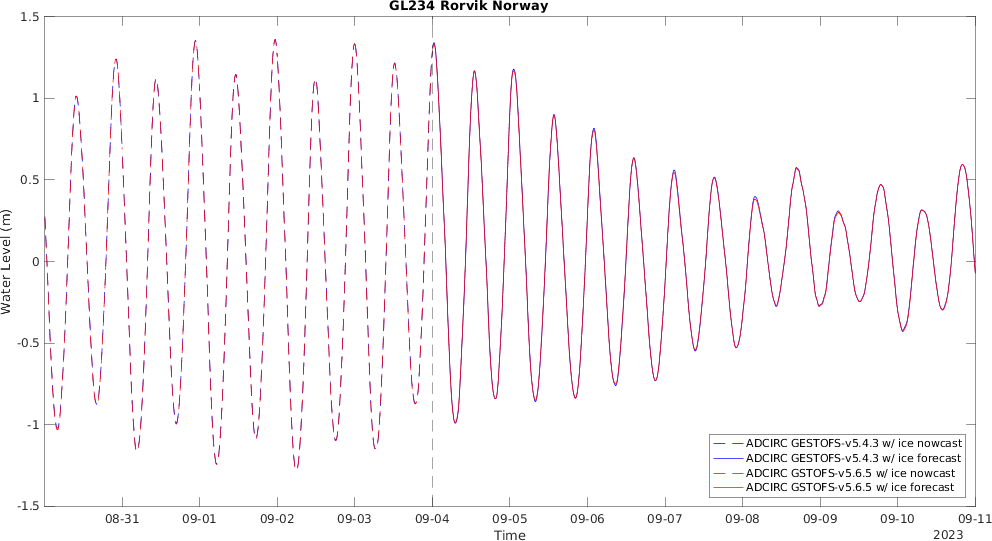 GL234 Rorvik Norway
1.5
1
0.5
0
-0.5
-1
-1.5
Water Level (m)
08-31
09-01
09-02
09-03
09-04
09-05
09-06
09-07
09-08
09-09
09-10
09-11
Time
2023
ADCIRC GESTOFS-v5.4.3 w/ ice nowcast
ADCIRC GESTOFS-v5.4.3 w/ ice forecast
ADCIRC GSTOFS-v5.6.5 w/ ice nowcast
ADCIRC GSTOFS-v5.6.5 w/ ice forecast